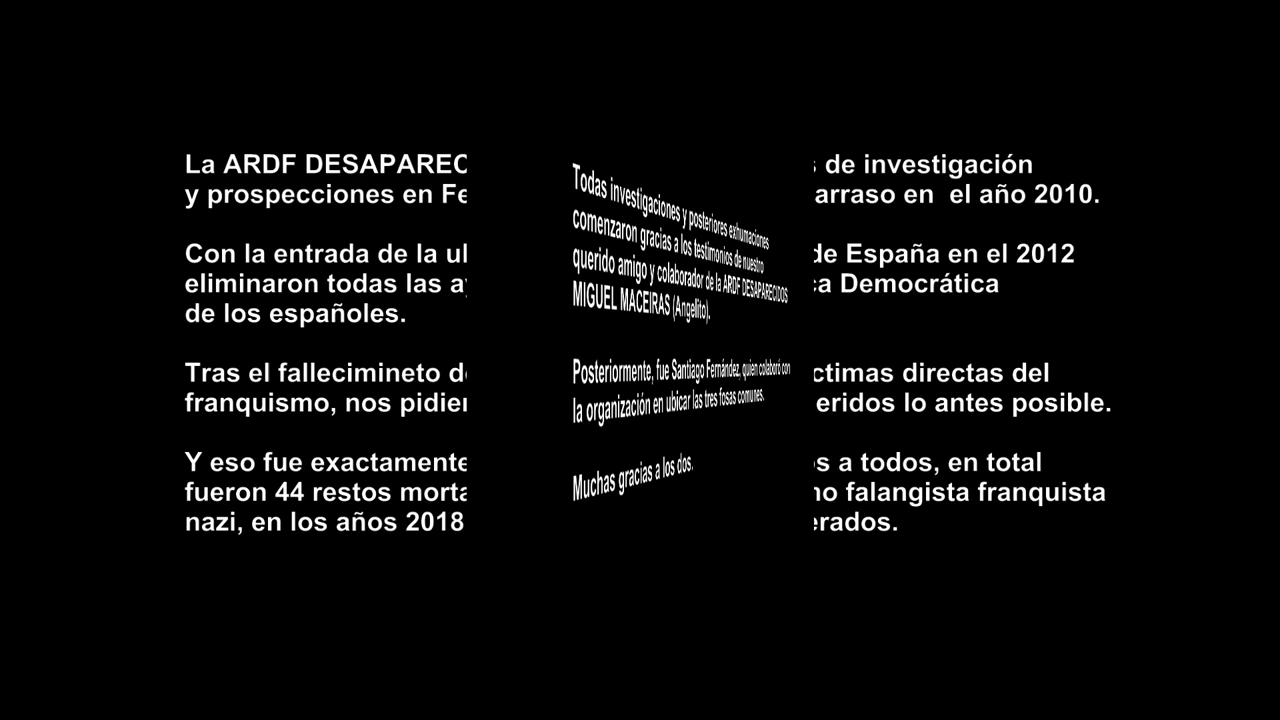 La ARDF DESAPAREC
de investigación
y prospecciones en Fe
arraso en el año 2010.
Con la entrada de la ul
de España en el 2012
eliminaron todas las ay
ca Democrática
de los españoles.
Tras el fallecimineto de
ctimas directas del
franquismo, nos pidier
eridos lo antes posible.
Y eso fue exactamente
os a todos, en total
fueron 44 restos morta
no falangista franquista
nazi, en los años 2018
erados.
Todas investigaciones y posteriores exhumaciones
comenzaron gracias a los testimonios de nuestro
querido amigo y colaborador de la ARDF DESAPARECIDOS
MIGUEL MACEIRAS (Angelito).
Posteriormente, fue Santiago Fernández, quien colaboró con
la organización en ubicar las tres fosas comunes.
Muchas gracias a los dos.